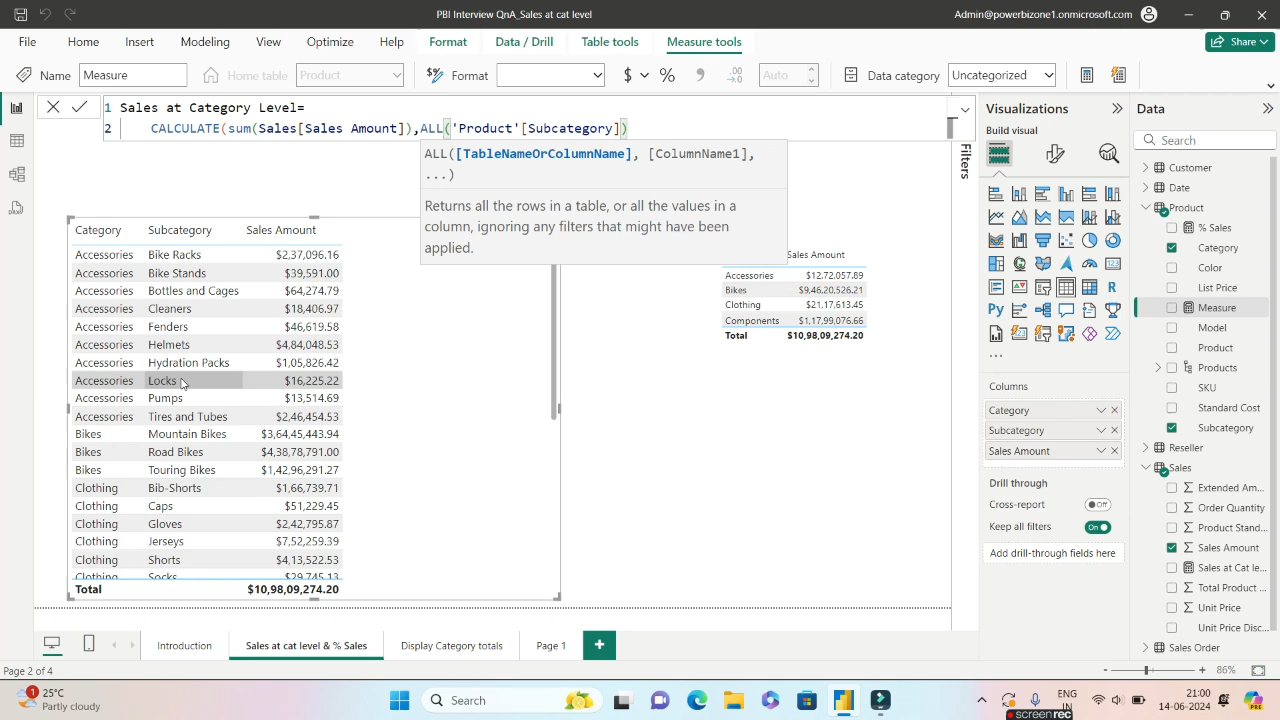 PBI Interview QnA_Sales at cat level
Admin@powerbizone1.onmicrosoft.com
File Home Insert Modeling View Optimize Help Format Data / Drill Table tools Measure tools
Share
Name Measure Home table Product Format $ % , .00 Auto Data category Uncategorized
1 Sales at Category Level=
2 CALCULATE(sum(Sales[Sales Amount]),ALL('Product'[Subcategory])
ALL([TableNameOrColumnName], [ColumnName1],
...)
Returns all the rows in a table, or all the values in a
column, ignoring any filters that might have been
applied.
Category Subcategory Sales Amount
Accessories Bike Racks $2,37,096.16
Accessories Bike Stands $39,591.00
Accessories Bottles and Cages $64,274.79
Accessories Cleaners $18,406.97
Accessories Fenders $46,619.58
Accessories Helmets $4,84,048.53
Accessories Hydration Packs $1,05,826.42
Accessories Locks $16,225.22
Accessories Pumps $13,514.69
Accessories Tires and Tubes $2,46,454.53
Bikes Mountain Bikes $3,64,45,443.94
Bikes Road Bikes $4,38,78,791.00
Bikes Touring Bikes $1,42,96,291.27
Clothing Bib-Shorts $1,66,739.71
Clothing Caps $51,229.45
Clothing Gloves $2,42,795.87
Clothing Jerseys $7,52,259.39
Clothing Shorts $4,13,522.53
Clothing Socks $29,745.13
Total $10,98,09,274.20
Sales Amount
Accessories $12,72,057.89
Bikes $9,46,20,526.21
Clothing $21,17,613.45
Components $1,17,99,076.66
Total $10,98,09,274.20
Filters
Visualizations
Build visual
Py
R
123
...
Columns
Category
Subcategory
Sales Amount
Drill through
Cross-report Off
Keep all filters On
Add drill-through fields here
Data
Search
Customer
Date
Product
% Sales
Category
Color
List Price
Measure
Model
Product
Products
SKU
Standard Cost
Subcategory
Reseller
Sales
Extended Am...
Order Quantity
Product Stand...
Sales Amount
Sales at Cat le...
Total Product ...
Unit Price
Unit Price Disc...
Sales Order
Introduction Sales at cat level & % Sales Display Category totals Page 1 +
Page 2 of 4
- + 86%
1 25°C
Partly cloudy
Search
ENG
IN
21:00
14-06-2024
screenrec